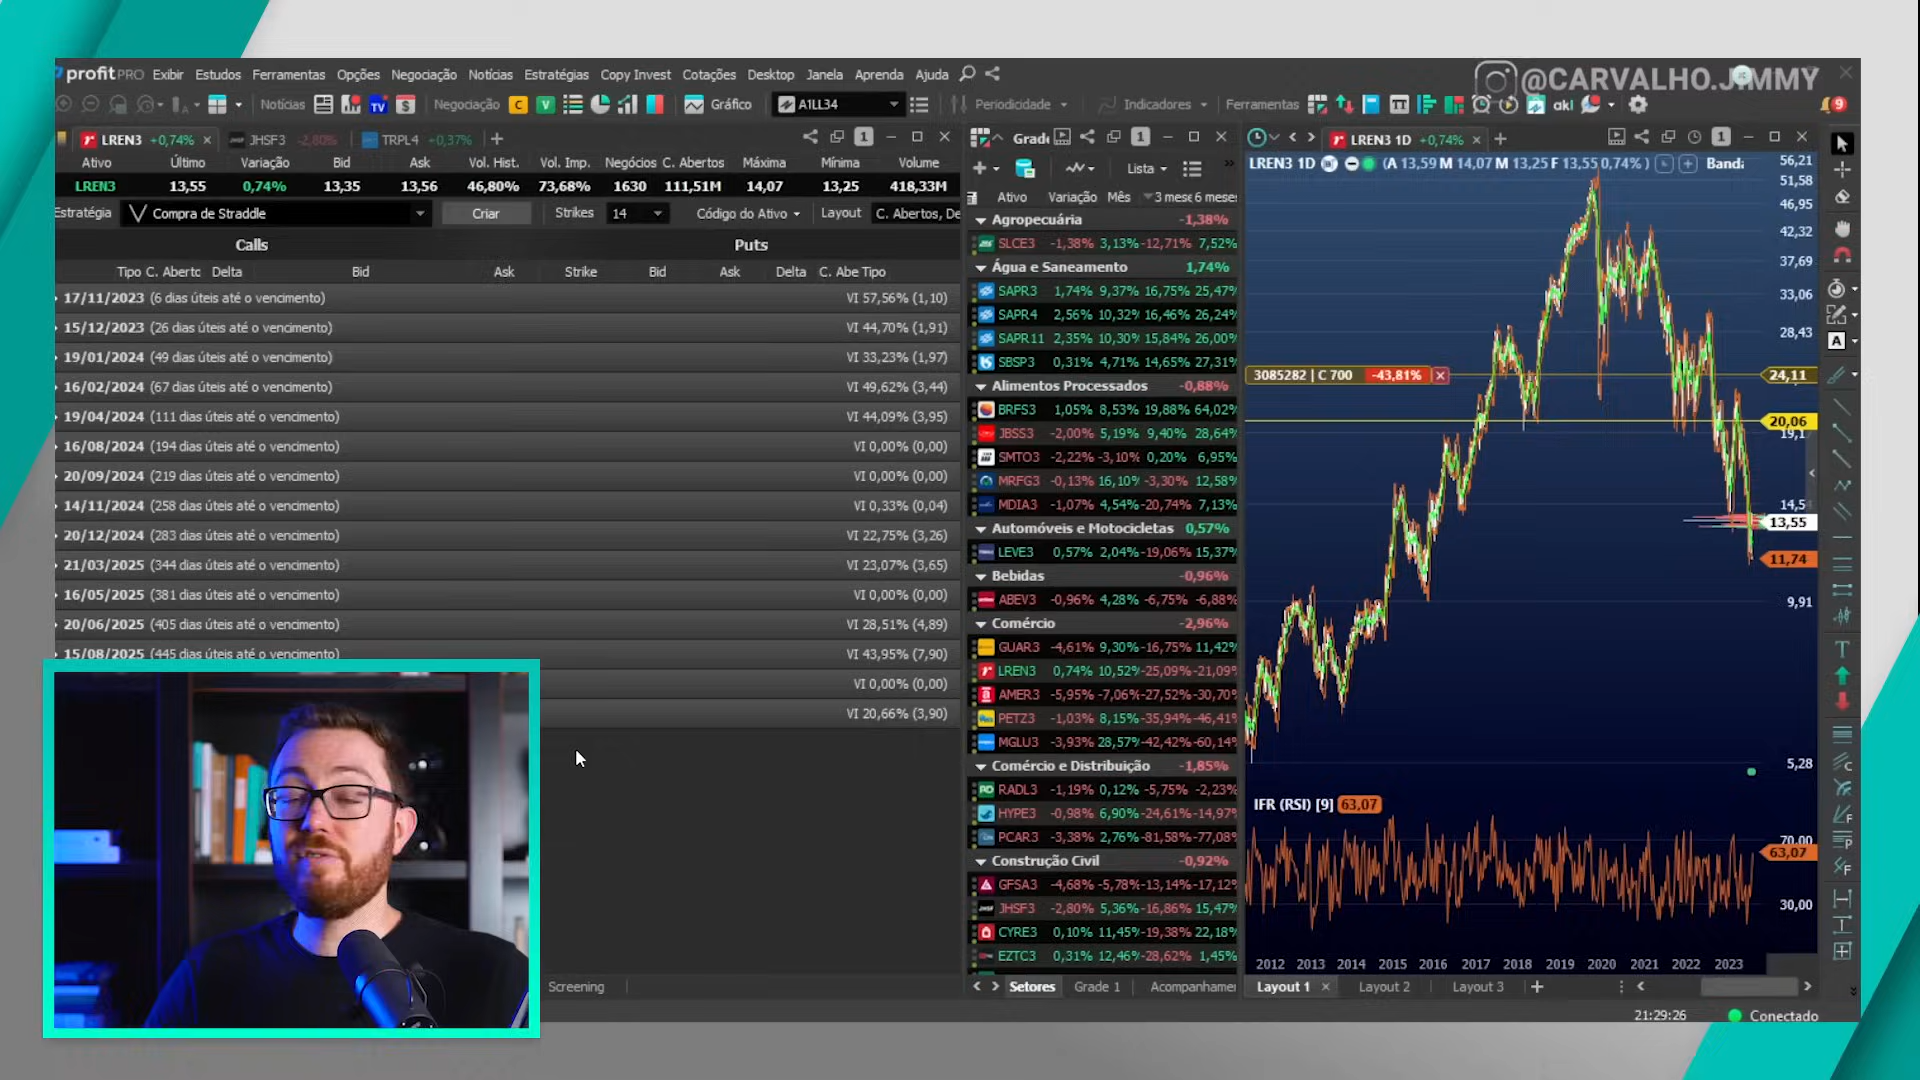 profitPRO Exibir Estudos Ferramentas Opções Negociação Notícias Estratégias Copy Invest Cotações Desktop Janela Aprenda Ajuda
@CARVALHO.JIMMY
Notícias TV Negociação C V Gráfico A1LL34 Periodicidade Indicadores Ferramentas akl 9
LREN3 +0,74% × JHSF3 -2,80% TRPL4 +0,37% + 1
Ativo Último Variação Bid Ask Vol. Hist. Vol. Imp. Negócios C. Abertos Máxima Mínima Volume
LREN3 13,55 0,74% 13,35 13,56 46,80% 73,68% 1630 111,51M 14,07 13,25 418,33M
Estratégia Compra de Straddle Criar Strikes 14 Código do Ativo Layout C. Abertos, De
Calls Puts
Tipo C. Aberto Delta Bid Ask Strike Bid Ask Delta C. Abe Tipo
17/11/2023 (6 dias úteis até o vencimento) VI 57,56% (1,10)
15/12/2023 (26 dias úteis até o vencimento) VI 44,70% (1,91)
19/01/2024 (49 dias úteis até o vencimento) VI 33,23% (1,97)
16/02/2024 (67 dias úteis até o vencimento) VI 49,62% (3,44)
19/04/2024 (111 dias úteis até o vencimento) VI 44,09% (3,95)
16/08/2024 (194 dias úteis até o vencimento) VI 0,00% (0,00)
20/09/2024 (219 dias úteis até o vencimento) VI 0,00% (0,00)
14/11/2024 (258 dias úteis até o vencimento) VI 0,33% (0,04)
20/12/2024 (283 dias úteis até o vencimento) VI 22,75% (3,26)
21/03/2025 (344 dias úteis até o vencimento) VI 23,07% (3,65)
16/05/2025 (381 dias úteis até o vencimento) VI 0,00% (0,00)
20/06/2025 (405 dias úteis até o vencimento) VI 28,51% (4,89)
15/08/2025 (445 dias úteis até o vencimento) VI 43,95% (7,90)
VI 0,00% (0,00)
VI 20,66% (3,90)
Screening
Grade 1
Lista
Ativo Variação Mês 3 mese 6 mese
Agropecuária -1,38%
SLCE3 -1,38% 3,13% -12,71% 7,52%
Água e Saneamento 1,74%
SAPR3 1,74% 9,37% 16,75% 25,47%
SAPR4 2,56% 10,32% 16,46% 26,24%
SAPR11 2,35% 10,30% 15,84% 26,00%
SBSP3 0,31% 4,71% 14,65% 27,31%
Alimentos Processados -0,88%
BRFS3 1,05% 8,53% 19,88% 64,02%
JBSS3 -2,00% 5,19% 9,40% 28,64%
SMTO3 -2,22% -3,10% 0,20% 6,95%
MRFG3 -0,13% 16,10% -3,30% 12,58%
MDIA3 -1,07% 4,54% -20,74% 7,13%
Automóveis e Motocicletas 0,57%
LEVE3 0,57% 2,04% -19,06% 15,37%
Bebidas -0,96%
ABEV3 -0,96% 4,28% -6,75% -6,88%
Comércio -2,96%
GUAR3 -4,61% 9,30% -16,75% 11,42%
LREN3 0,74% 10,52% -25,09% -21,09%
AMER3 -5,95% -7,06% -27,52% -30,70%
PETZ3 -1,03% 8,15% -35,94% -46,41%
MGLU3 -3,93% 28,57% -42,42% -60,14%
Comércio e Distribuição -1,85%
RADL3 -1,19% 0,12% -5,75% -2,23%
HYPE3 -0,98% 6,90% -24,61% -14,97%
PCAR3 -3,38% 2,76% -81,58% -77,08%
Construção Civil -0,92%
GFSA3 -4,68% -5,78% -13,14% -17,12%
JHSF3 -2,80% 5,36% -16,86% 15,47%
CYRE3 0,10% 11,45% -19,38% 22,18%
EZTC3 0,31% 12,46% -28,62% 1,45%
Setores Grade 1 Acompanhame
LREN3 1D +0,74% × + 1
LREN3 1D (A 13,59 M 14,07 M 13,25 F 13,55 0,74% ) Banda
56,21
51,58
46,95
42,32
37,69
33,06
28,43
3085282 | C 700 -43,81% × 24,11
20,06
14,54
13,55
11,74
9,91
5,28
IFR (RSI) [9] 63,07
70,00
63,07
30,00
2012 2013 2014 2015 2016 2017 2018 2019 2020 2021 2022 2023
Layout 1 × Layout 2 Layout 3 +
21:29:26 Conectado